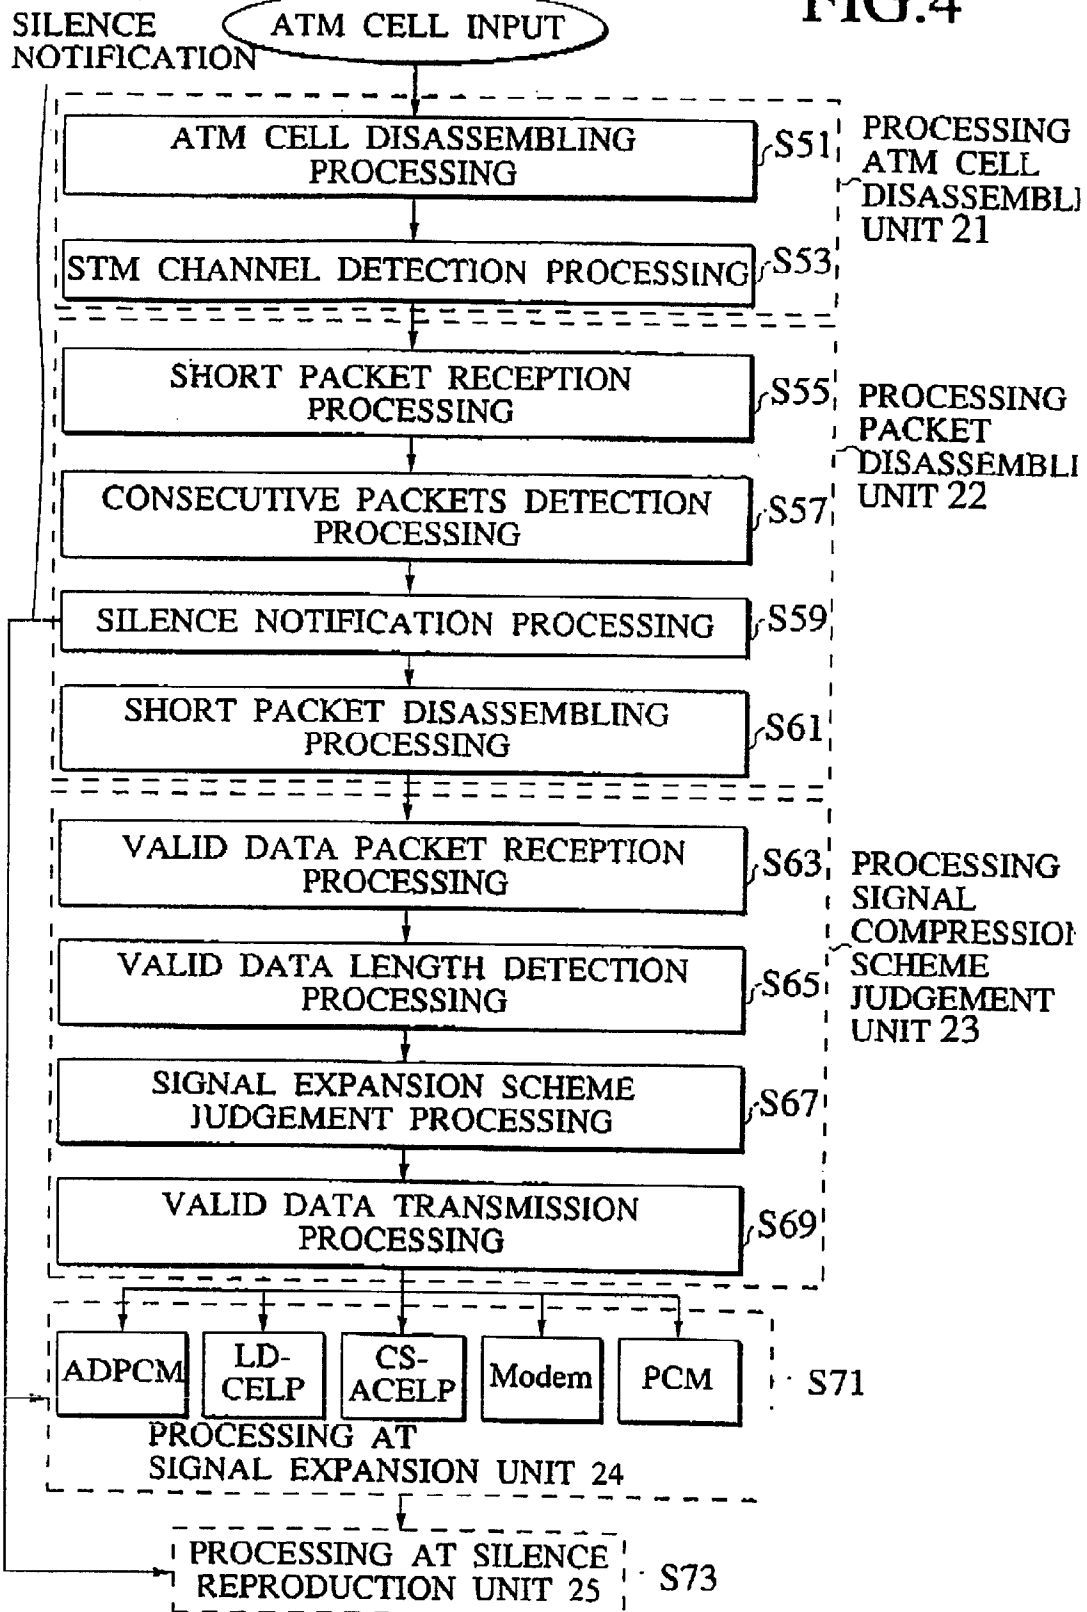 FIG.4
SILENCE
NOTIFICATION
ATM CELL INPUT
ATM CELL DISASSEMBLING
PROCESSING
S51
PROCESSING
ATM CELL
DISASSEMBLI
UNIT 21
STM CHANNEL DETECTION PROCESSING
S53
SHORT PACKET RECEPTION
PROCESSING
S55
PROCESSING
PACKET
DISASSEMBLI
UNIT 22
CONSECUTIVE PACKETS DETECTION
PROCESSING
S57
SILENCE NOTIFICATION PROCESSING
S59
SHORT PACKET DISASSEMBLING
PROCESSING
S61
VALID DATA PACKET RECEPTION
PROCESSING
S63
PROCESSING
SIGNAL
COMPRESSION
SCHEME
JUDGEMENT
UNIT 23
VALID DATA LENGTH DETECTION
PROCESSING
S65
SIGNAL EXPANSION SCHEME
JUDGEMENT PROCESSING
S67
VALID DATA TRANSMISSION
PROCESSING
S69
ADPCM
LD-
CELP
CS-
ACELP
Modem
PCM
S71
PROCESSING AT
SIGNAL EXPANSION UNIT 24
PROCESSING AT SILENCE
REPRODUCTION UNIT 25
S73